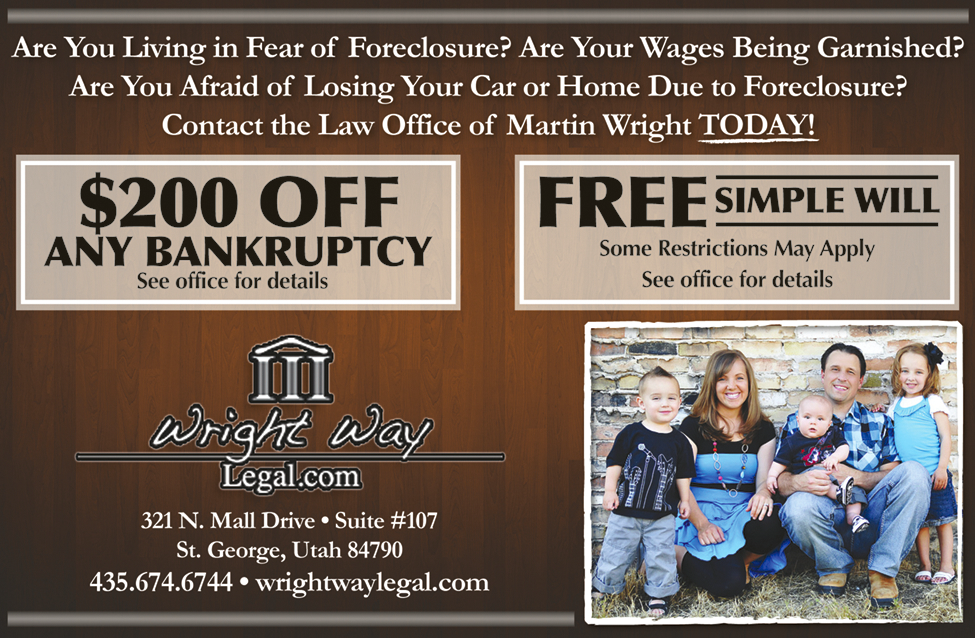 Are You Living in Fear of Foreclosure? Are Your Wages Being Garnished?
Are You Afraid of Losing Your Car or Home Due to Foreclosure?
Contact the Law Office of Martin Wright TODAY!
$200 OFF
ANY BANKRUPTCY
See office for details
FREE SIMPLE WILL
Some Restrictions May Apply
See office for details
Wright Way
Legal.com
321 N. Mall Drive • Suite #107
St. George, Utah 84790
435.674.6744 • wrightwaylegal.com